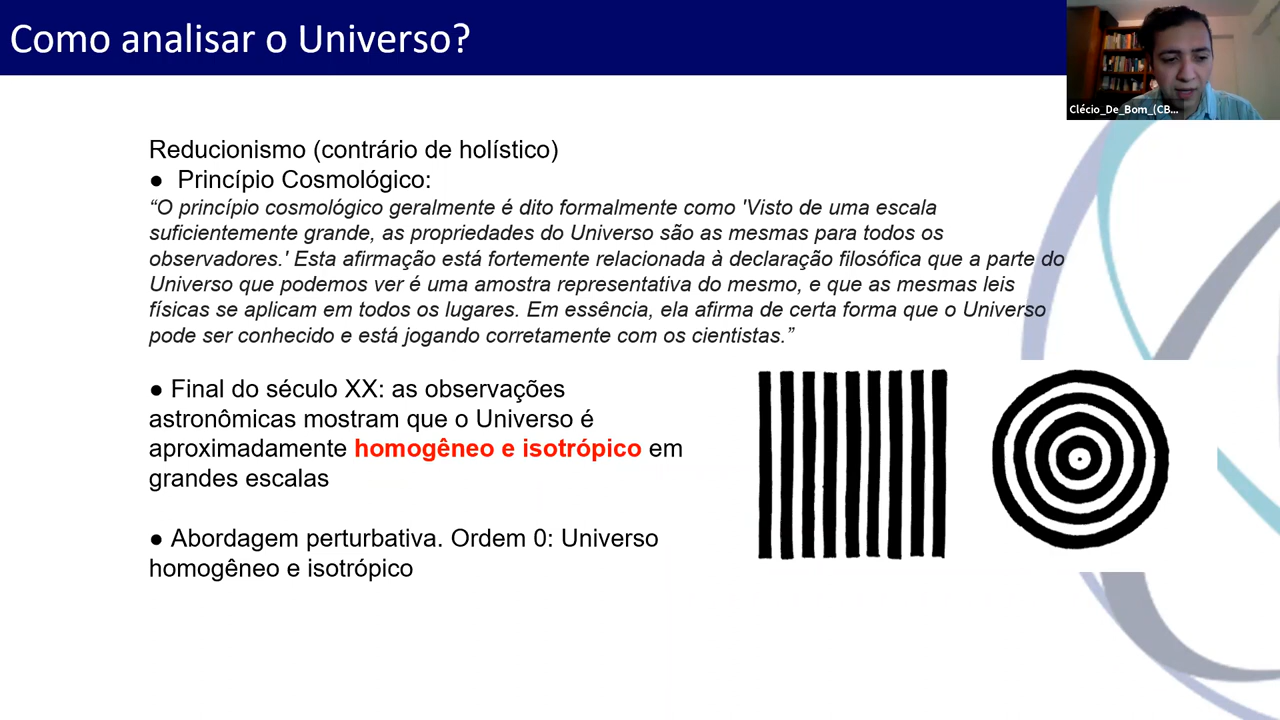 Como analisar o Universo?
Clécio_De_Bom_(CB...
Reducionismo (contrário de holístico)
● Princípio Cosmológico:
“O princípio cosmológico geralmente é dito formalmente como 'Visto de uma escala
suficientemente grande, as propriedades do Universo são as mesmas para todos os
observadores.' Esta afirmação está fortemente relacionada à declaração filosófica que a parte do
Universo que podemos ver é uma amostra representativa do mesmo, e que as mesmas leis
físicas se aplicam em todos os lugares. Em essência, ela afirma de certa forma que o Universo
pode ser conhecido e está jogando corretamente com os cientistas.”
● Final do século XX: as observações
astronômicas mostram que o Universo é
aproximadamente homogêneo e isotrópico em
grandes escalas
● Abordagem perturbativa. Ordem 0: Universo
homogêneo e isotrópico